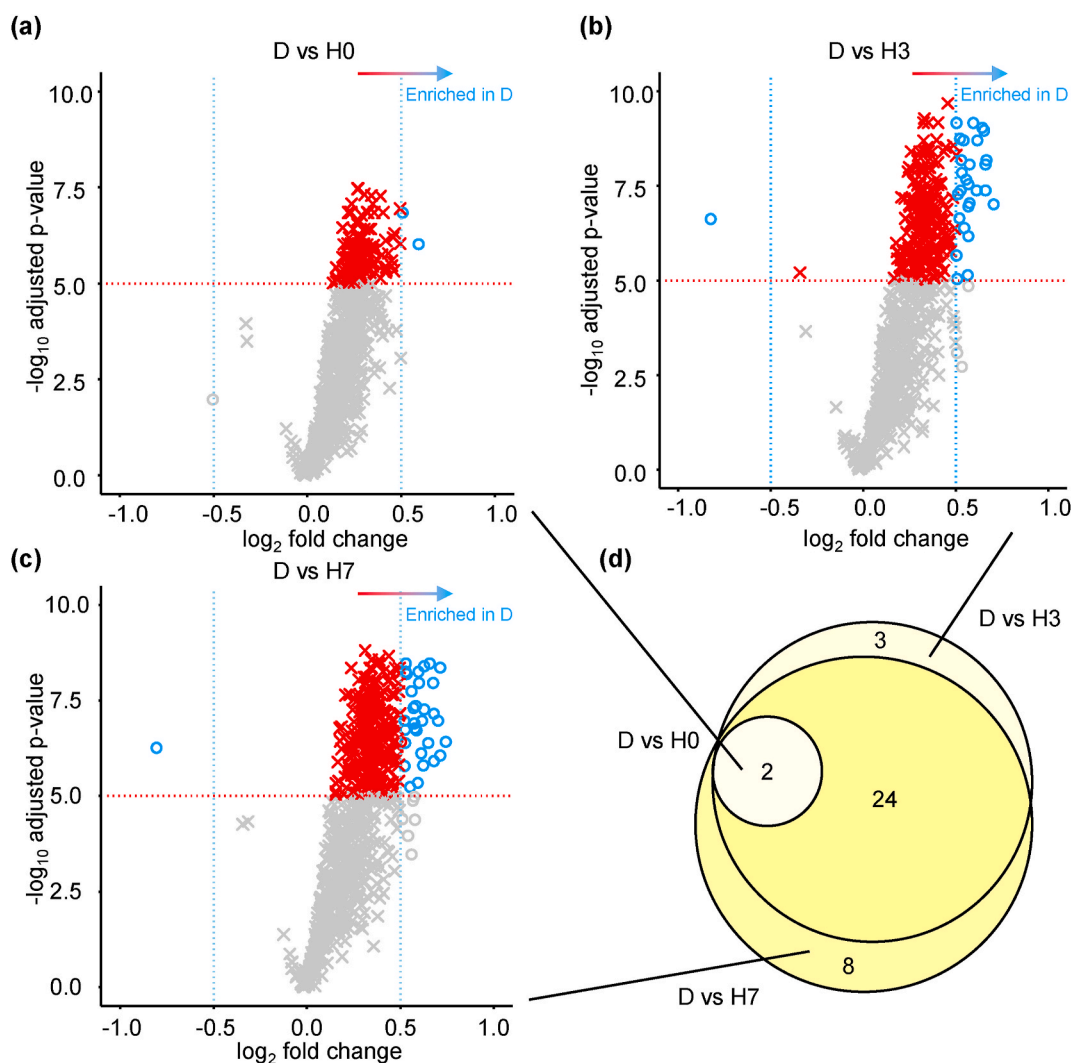 (a)
D vs H0
Enriched in D
10.0
7.5
5.0
2.5
0.0
-log10 adjusted p-value
-1.0 -0.5 0.0 0.5 1.0
log2 fold change
(b)
D vs H3
Enriched in D
10.0
7.5
5.0
2.5
0.0
-log10 adjusted p-value
-1.0 -0.5 0.0 0.5 1.0
log2 fold change
(c)
D vs H7
Enriched in D
10.0
7.5
5.0
2.5
0.0
-log10 adjusted p-value
-1.0 -0.5 0.0 0.5 1.0
log2 fold change
(d)
D vs H3
3
D vs H0
2
24
8
D vs H7